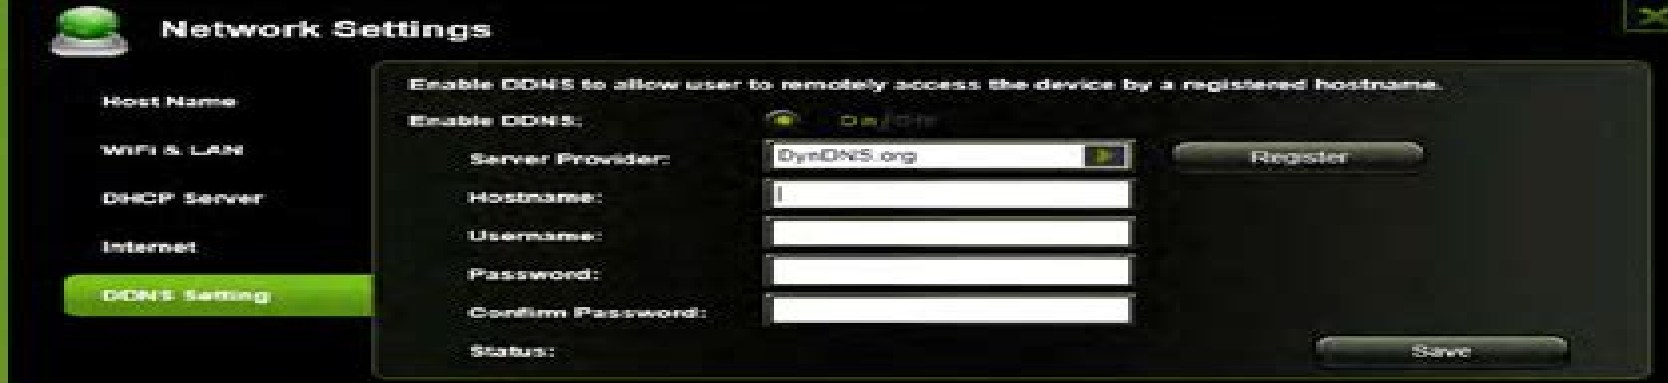 Network Settings
Host Name
WiFi & LAN
DHCP Server
Internet
DDNS Setting
Enable DDNS to allow user to remotely access the device by a registered hostname.
Enable DDNS: On/Off
Server Provider: DynDNS.org Register
Hostname:
Username:
Password:
Confirm Password:
Status:
Save